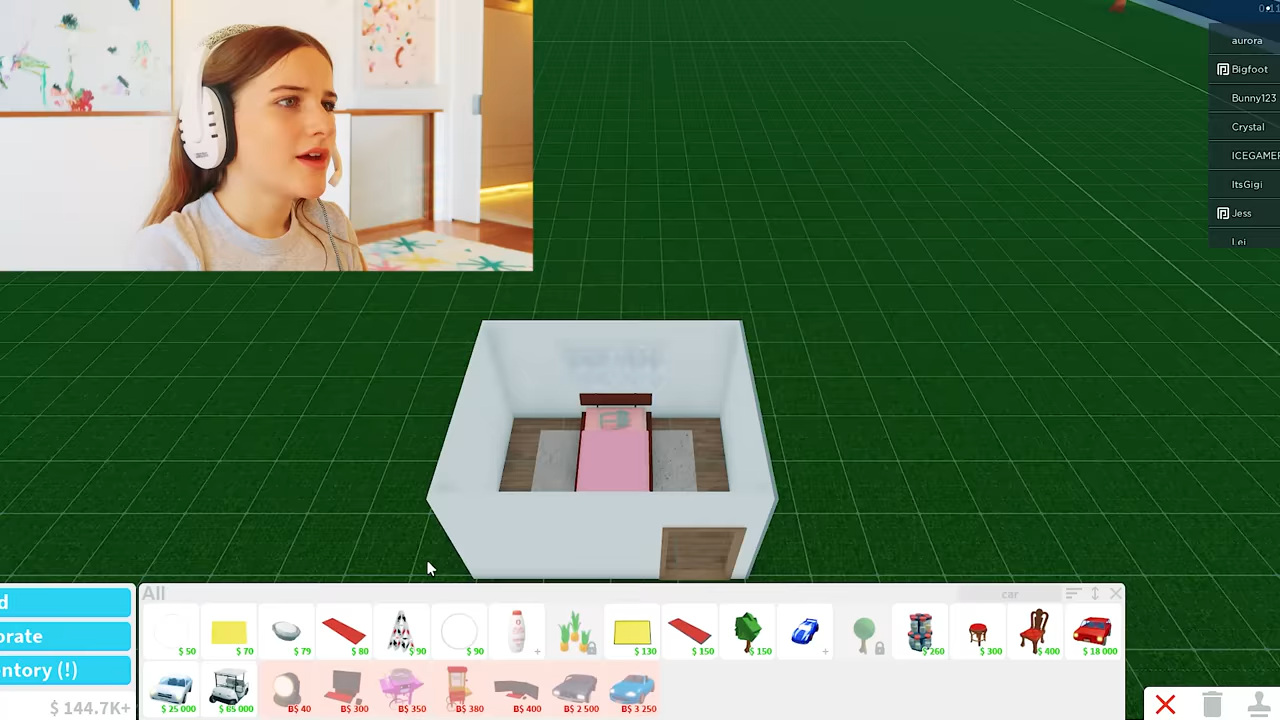 aurora
Bigfoot
Bunny123
Crystal
ICEGAMER
ItsGigi
Jess
Lei
d
orate
entory (!)
$ 144.7K+
All
car
$ 50
$ 70
$ 79
$ 80
$ 90
$ 90
$ 130
$ 150
$ 150
$ 260
$ 300
$ 400
$ 18 000
$ 25 000
$ 65 000
B$ 40
B$ 300
B$ 350
B$ 380
B$ 400
B$ 2 500
B$ 3 250